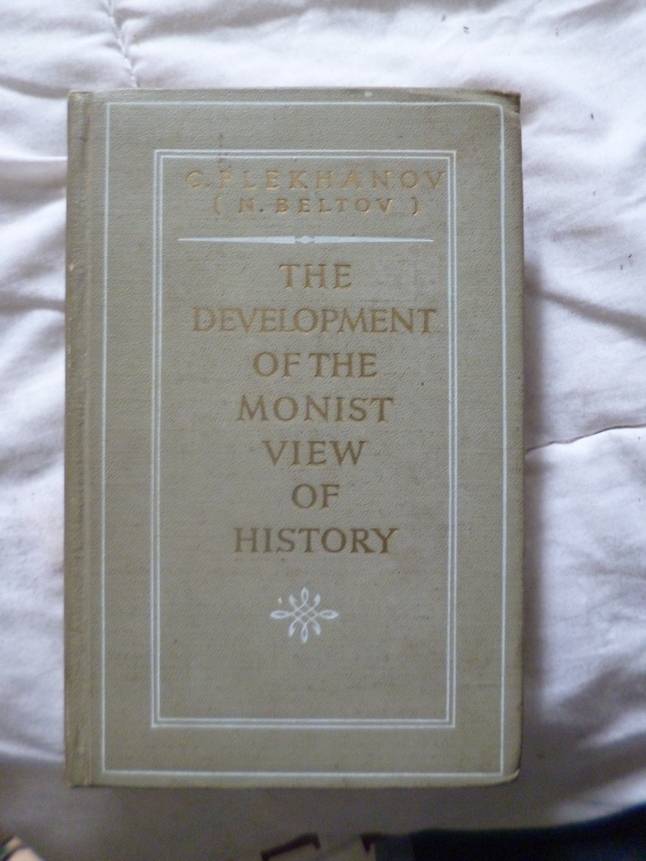 G. PLEKHANOV
( N. BELTOV )
THE
DEVELOPMENT
OF THE
MONIST
VIEW
OF
HISTORY